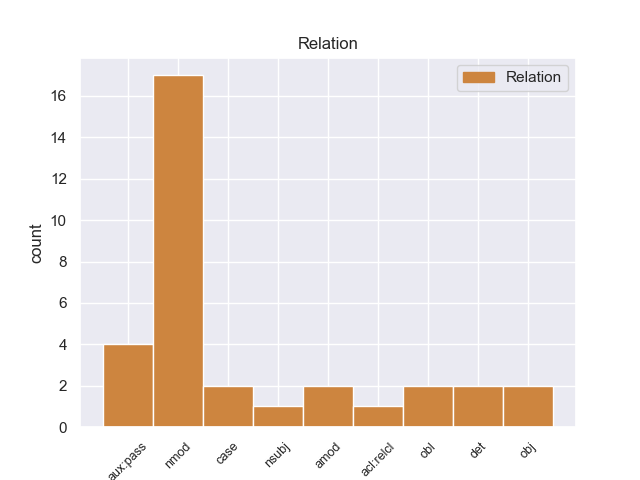 Relation
Relation
count
16
14
12
10
8
6
4
2
0
aux:pass
nmod
case
nsubj
amod
acl:relcl
obl
det
obj